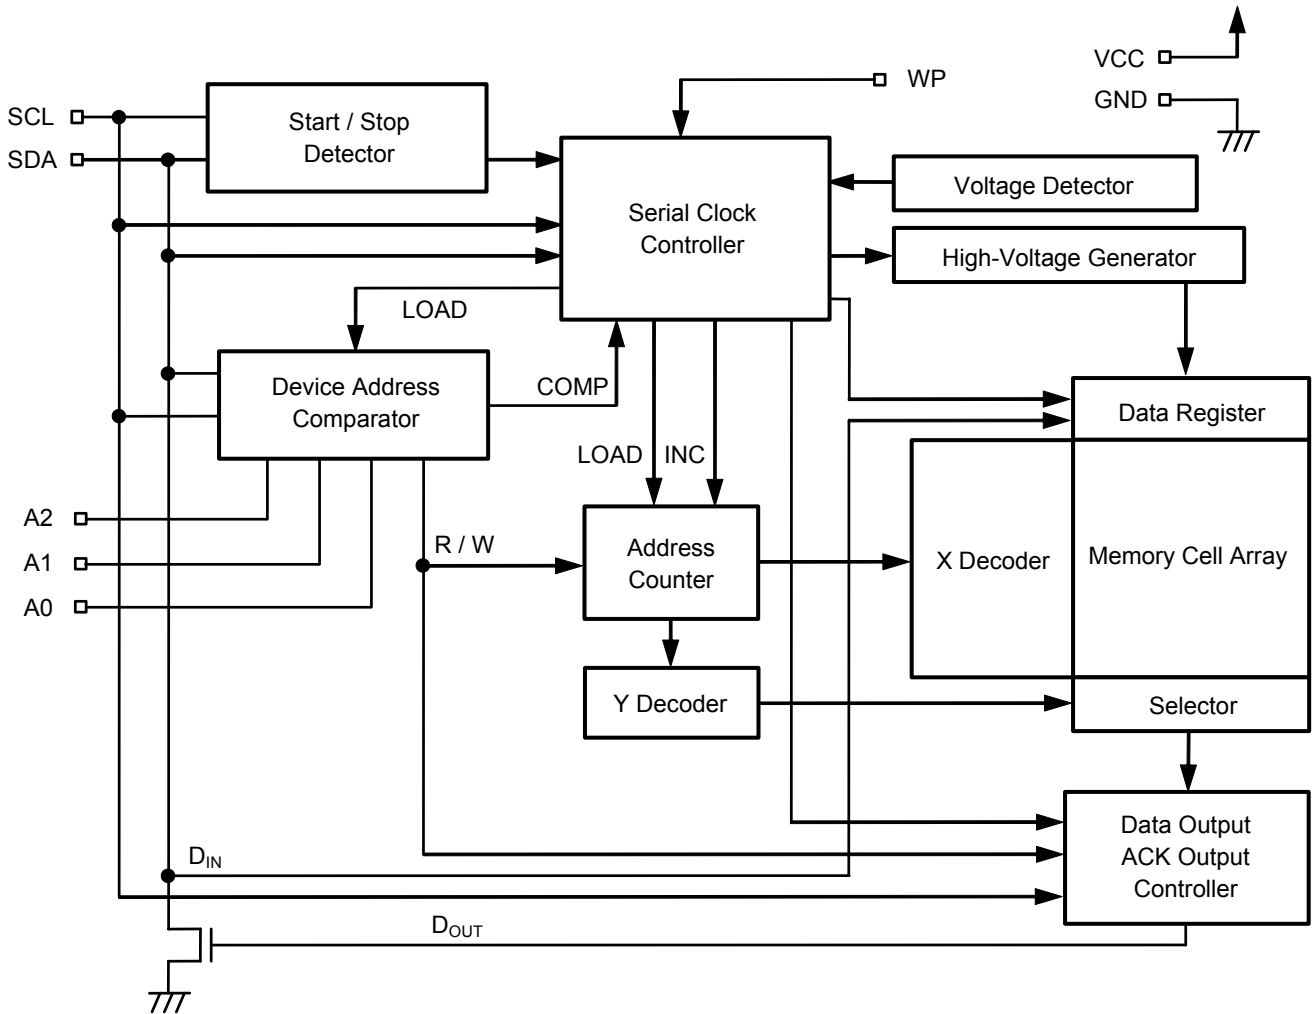 VCC
WP
GND
SCL
SDA
Start / Stop
Detector
Voltage Detector
Serial Clock
Controller
High-Voltage Generator
LOAD
Device Address
Comparator
COMP
Data Register
LOAD
INC
A2
A1
A0
R / W
Address
Counter
X Decoder
Memory Cell Array
Y Decoder
Selector
Data Output
ACK Output
Controller
DIN
DOUT